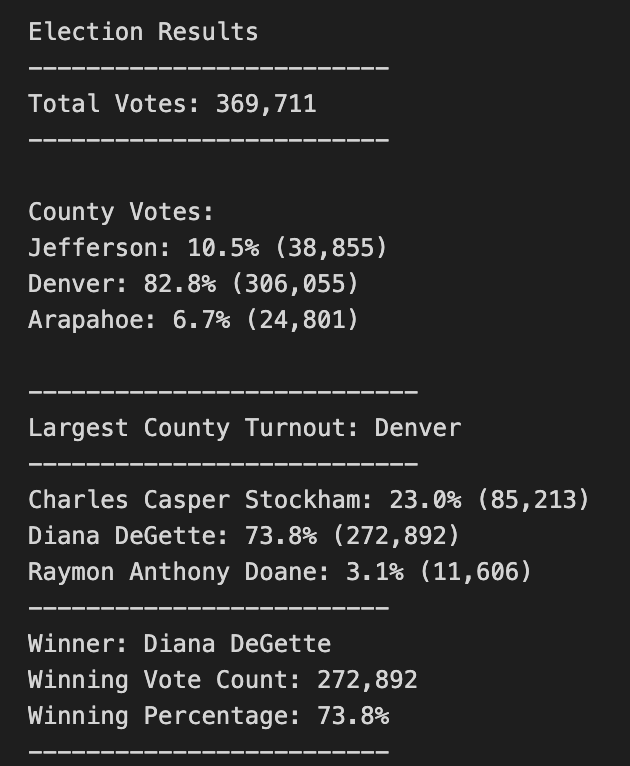 Election Results
-------------------------
Total Votes: 369,711
-------------------------
County Votes:
Jefferson: 10.5% (38,855)
Denver: 82.8% (306,055)
Arapahoe: 6.7% (24,801)
---------------------------
Largest County Turnout: Denver
---------------------------
Charles Casper Stockham: 23.0% (85,213)
Diana DeGette: 73.8% (272,892)
Raymon Anthony Doane: 3.1% (11,606)
-------------------------
Winner: Diana DeGette
Winning Vote Count: 272,892
Winning Percentage: 73.8%
-------------------------